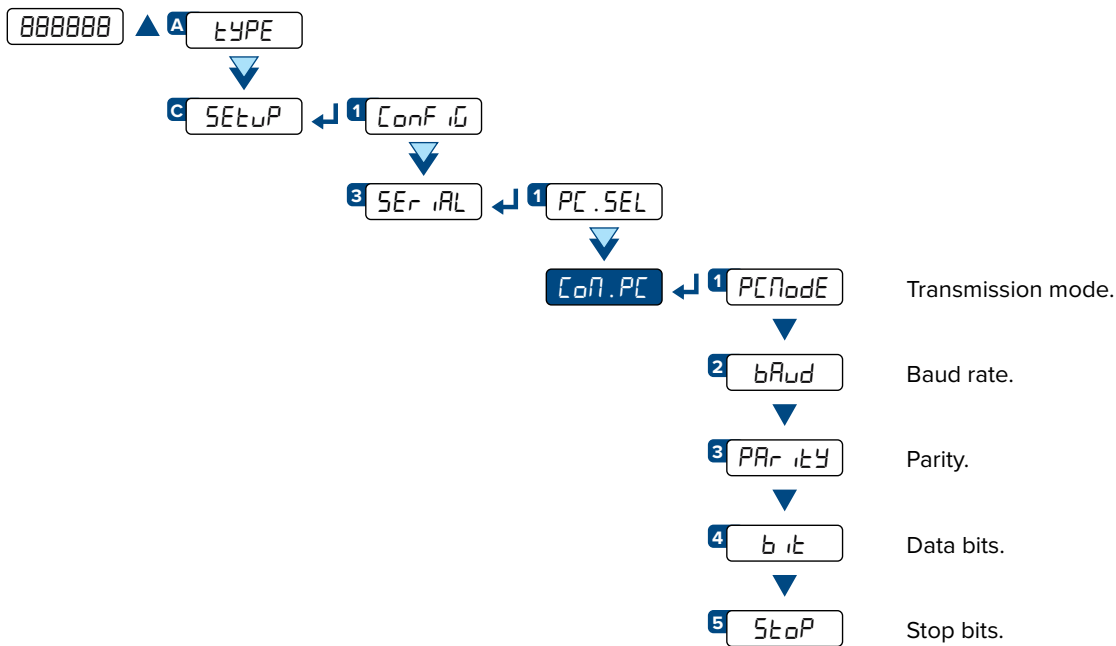 888888 A tYPE
C SEtuP 1 ConFiG
3 SEriAL 1 PC.SEL
CoM.PC 1 PCModE Transmission mode.
2 bAud Baud rate.
3 PAritY Parity.
4 bit Data bits.
5 StoP Stop bits.